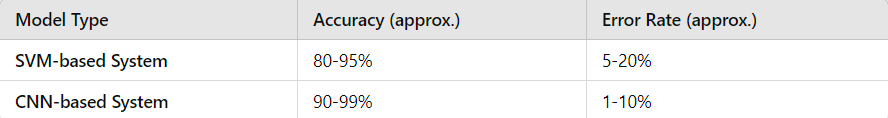 Model Type Accuracy (approx.) Error Rate (approx.)
SVM-based System 80-95% 5-20%
CNN-based System 90-99% 1-10%